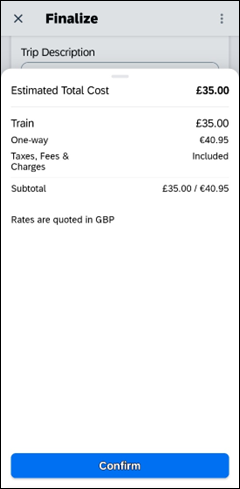 Finalize
Trip Description
Estimated Total Cost £35.00
Train £35.00
One-way €40.95
Taxes, Fees & Included
Charges
Subtotal £35.00 / €40.95
Rates are quoted in GBP
Confirm